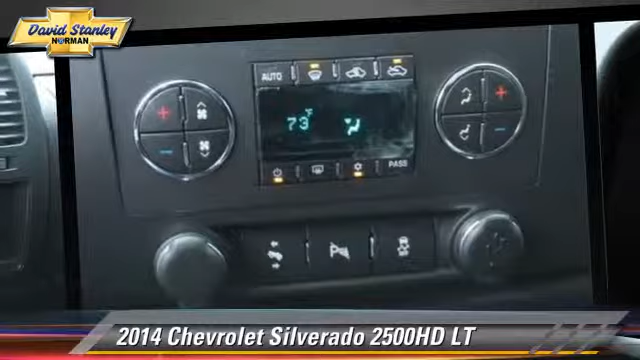 David Stanley
NORMAN
AUTO
73°F
PASS
2014 Chevrolet Silverado 2500HD LT